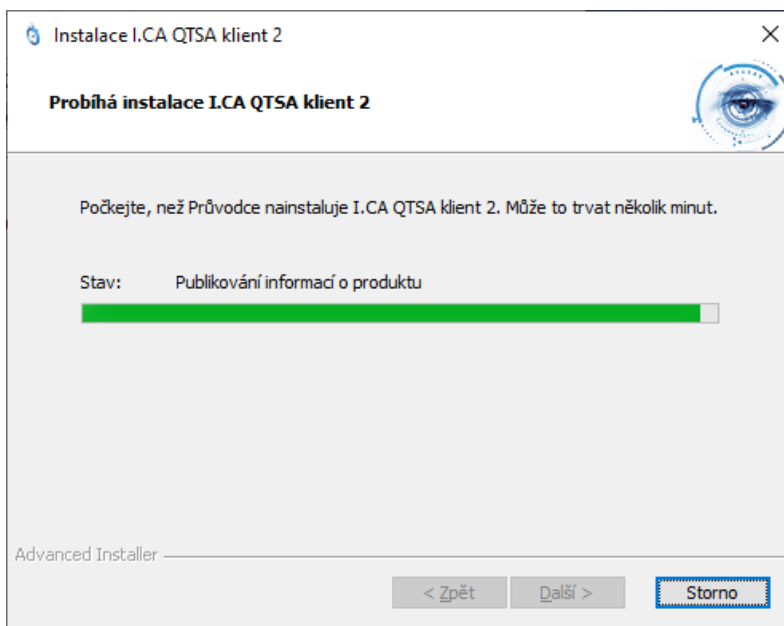 Instalace I.CA QTSA klient 2
Probíhá instalace I.CA QTSA klient 2
Počkejte, než Průvodce nainstaluje I.CA QTSA klient 2. Může to trvat několik minut.
Stav: Publikování informací o produktu
Advanced Installer
< Zpět Další > Storno